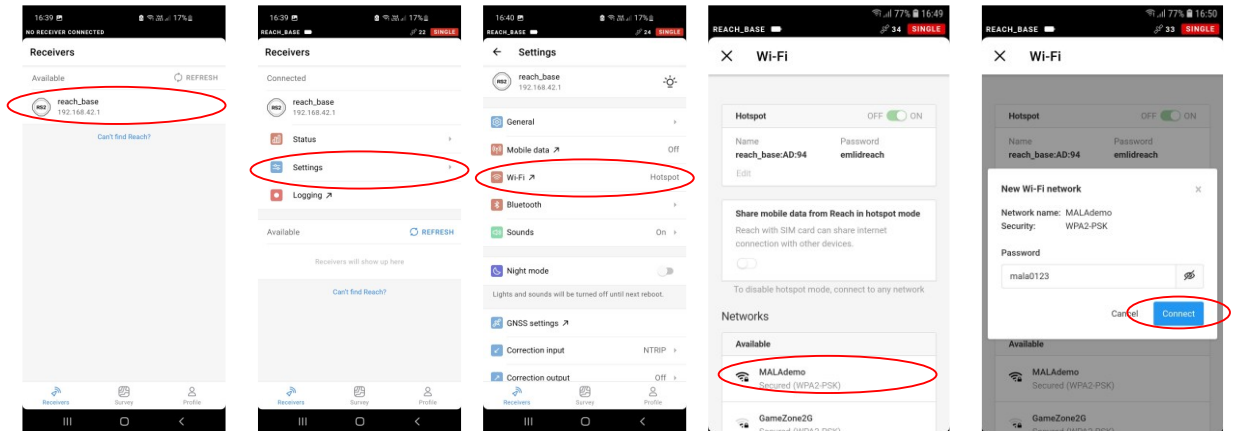 16:39
17%
NO RECEIVER CONNECTED
Receivers
Available
REFRESH
RS2
reach_base
192.168.42.1
Can't find Reach?
Receivers
Survey
Profile
16:39
17%
REACH_BASE
22
SINGLE
Receivers
Connected
RS2
reach_base
192.168.42.1
Status
Settings
Logging
Available
REFRESH
Receivers will show up here
Can't find Reach?
Receivers
Survey
Profile
16:40
17%
REACH_BASE
24
SINGLE
Settings
RS2
reach_base
192.168.42.1
General
Mobile data
Off
Wi-Fi
Hotspot
Bluetooth
Sounds
On
Night mode
Lights and sounds will be turned off until next reboot.
GNSS settings
Correction input
NTRIP
Correction output
Off
Receivers
Survey
Profile
77% 16:49
REACH_BASE
34
SINGLE
Wi-Fi
Hotspot
OFF ON
Name Password
reach_base:AD:94 emlidreach
Edit
Share mobile data from Reach in hotspot mode
Reach with SIM card can share internet
connection with other devices.
To disable hotspot mode, connect to any network
Networks
Available
MALAdemo
Secured (WPA2-PSK)
GameZone2G
Secured (WPA2-PSK)
77% 16:50
REACH_BASE
33
SINGLE
Wi-Fi
Hotspot
OFF ON
Name Password
reach_base:AD:94 emlidreach
Edit
New Wi-Fi network
Network name: MALAdemo
Security: WPA2-PSK
Password
mala0123
Cancel
Connect
Available
MALAdemo
Secured (WPA2-PSK)
GameZone2G
Secured (WPA2-PSK)